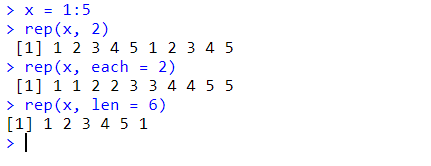 > x = 1:5
> rep(x, 2)
 [1] 1 2 3 4 5 1 2 3 4 5
> rep(x, each = 2)
 [1] 1 1 2 2 3 3 4 4 5 5
> rep(x, len = 6)
[1] 1 2 3 4 5 1
>